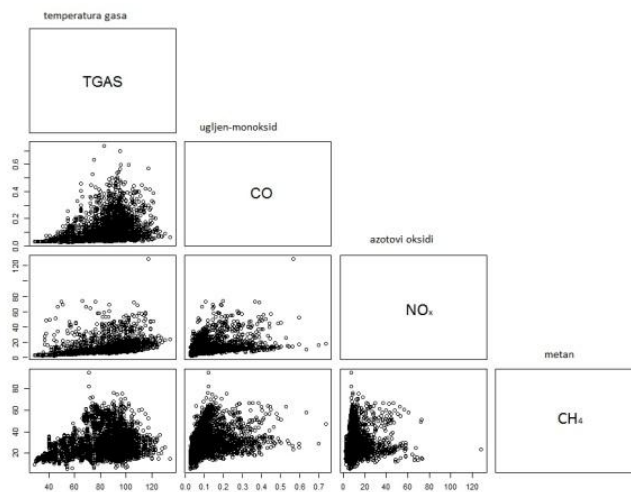 temperatura gasa
TGAS
ugljen-monoksid
0.0 0.2 0.4 0.6
CO
azotovi oksidi
0 20 40 60 80 120
NOx
metan
20 40 60 80
CH4
40 60 80 100 120
0.0 0.1 0.2 0.3 0.4 0.5 0.6 0.7
0 20 40 60 80 100 120